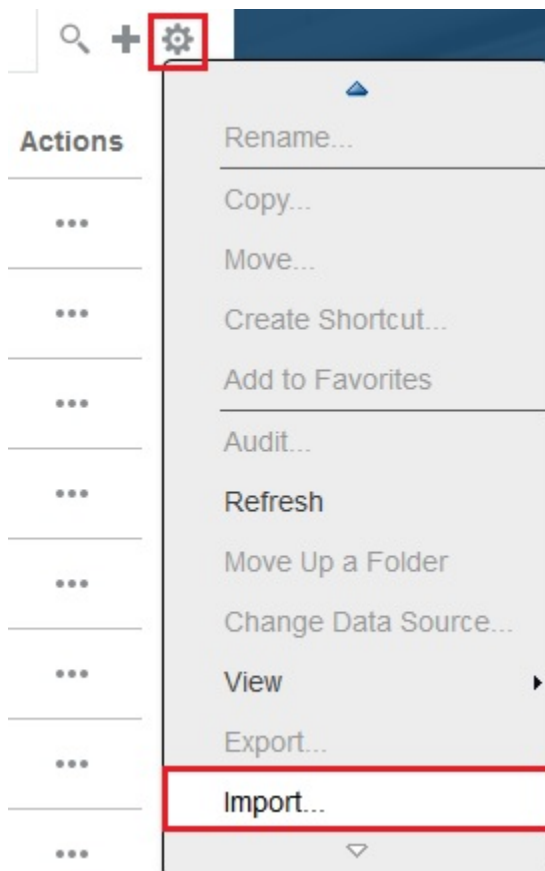 Actions
Rename...
Copy...
Move...
Create Shortcut...
Add to Favorites
Audit...
Refresh
Move Up a Folder
Change Data Source...
View
Export...
Import...